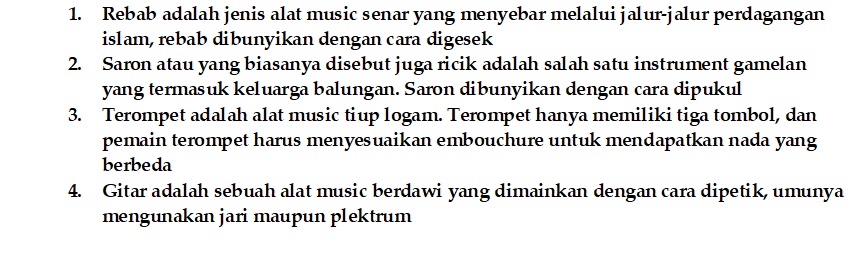 1. Rebab adalah jenis alat music senar yang menyebar melalui jalur-jalur perdagangan
islam, rebab dibunyikan dengan cara digesek
2. Saron atau yang biasanya disebut juga ricik adalah salah satu instrument gamelan
yang termasuk keluarga balungan. Saron dibunyikan dengan cara dipukul
3. Terompet adalah alat music tiup logam. Terompet hanya memiliki tiga tombol, dan
pemain terompet harus menyesuaikan embouchure untuk mendapatkan nada yang
berbeda
4. Gitar adalah sebuah alat music berdawi yang dimainkan dengan cara dipetik, umunya
mengunakan jari maupun plektrum